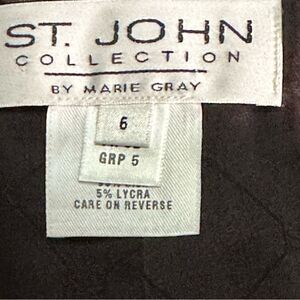 ST. JOHN
COLLECTION
BY MARIE GRAY
6
GRP 5
5% LYCRA
CARE ON REVERSE